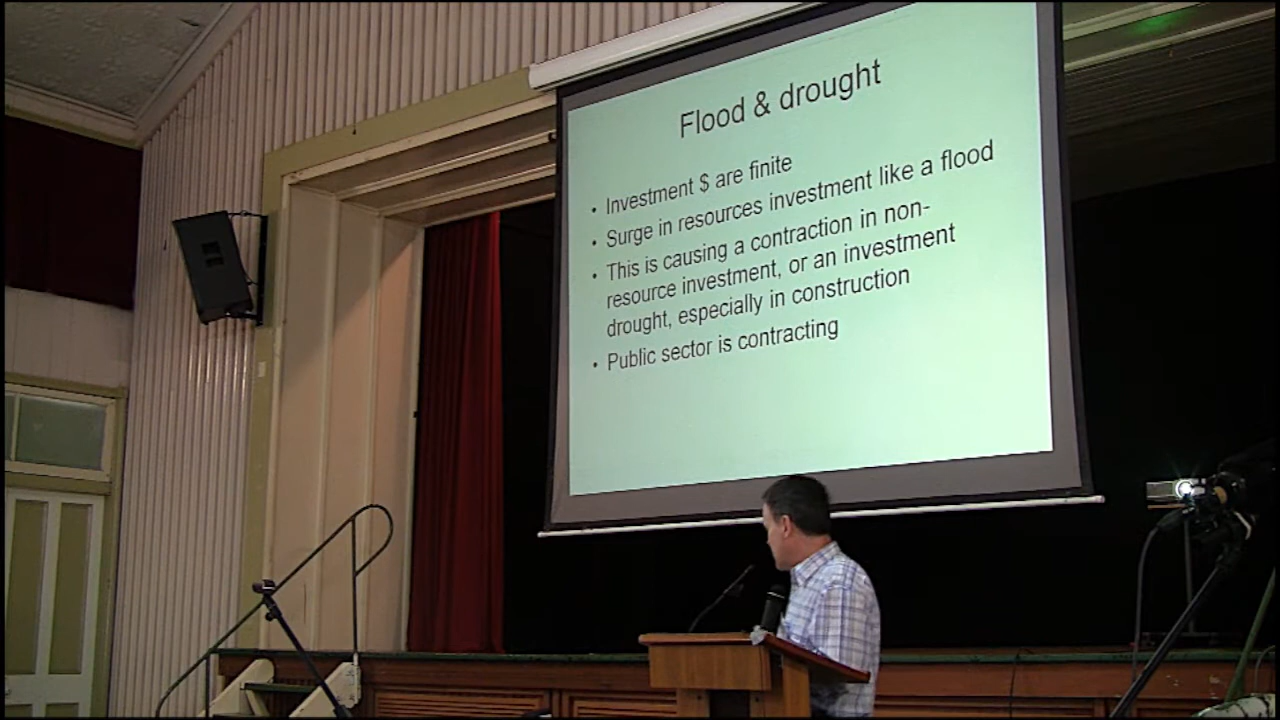 Flood & drought
• Investment $ are finite
• Surge in resources investment like a flood
• This is causing a contraction in non-
resource investment, or an investment
drought, especially in construction
• Public sector is contracting